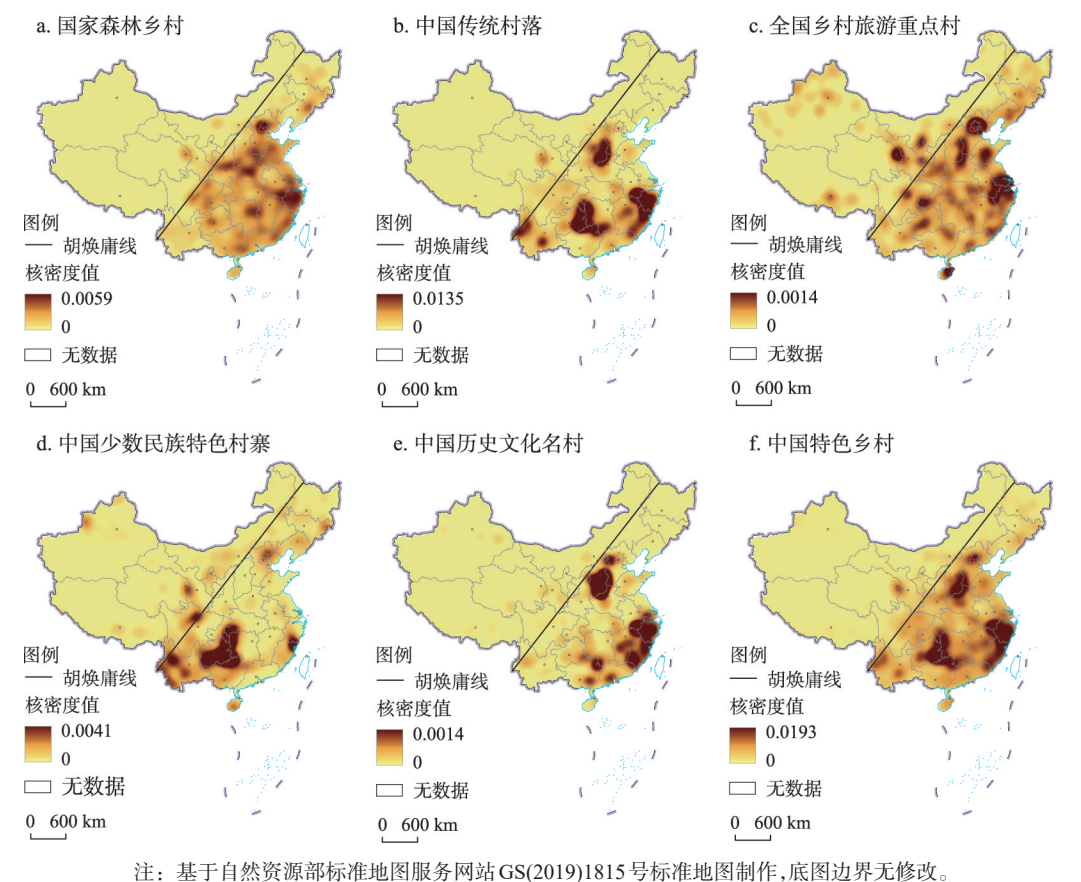 a. 国家森林乡村
图例
胡焕庸线
核密度值
0.0059
0
无数据
0 600 km
b. 中国传统村落
图例
胡焕庸线
核密度值
0.0135
0
无数据
0 600 km
c. 全国乡村旅游重点村
图例
胡焕庸线
核密度值
0.0014
0
无数据
0 600 km
d. 中国少数民族特色村寨
图例
胡焕庸线
核密度值
0.0041
0
无数据
0 600 km
e. 中国历史文化名村
图例
胡焕庸线
核密度值
0.0014
0
无数据
0 600 km
f. 中国特色乡村
图例
胡焕庸线
核密度值
0.0193
0
无数据
0 600 km
注：基于自然资源部标准地图服务网站GS(2019)1815号标准地图制作,底图边界无修改。